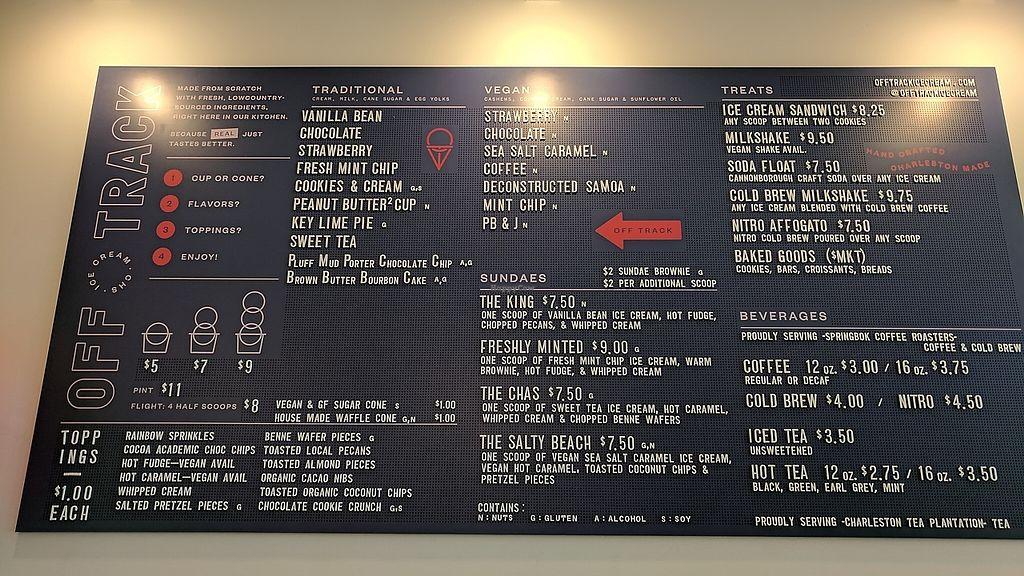 OFF TRACK
ICE CREAM · CHS.
MADE FROM SCRATCH
WITH FRESH, LOWCOUNTRY-
SOURCED INGREDIENTS,
RIGHT HERE IN OUR KITCHEN.
BECAUSE REAL JUST
TASTES BETTER.
1 CUP OR CONE?
2 FLAVORS?
3 TOPPINGS?
4 ENJOY!
$5 $7 $9
PINT $11
FLIGHT: 4 HALF SCOOPS $8
VEGAN & GF SUGAR CONE S $1.00
HOUSE MADE WAFFLE CONE G,N $1.00
TRADITIONAL
CREAM, MILK, CANE SUGAR & EGG YOLKS
VANILLA BEAN
CHOCOLATE
STRAWBERRY
FRESH MINT CHIP
COOKIES & CREAM G,S
PEANUT BUTTER² CUP N
KEY LIME PIE G
SWEET TEA
PLUFF MUD PORTER CHOCOLATE CHIP A,G
BROWN BUTTER BOURBON CAKE A,G
TOPPINGS
$1.00
EACH
RAINBOW SPRINKLES
COCOA ACADEMIC CHOC CHIPS
HOT FUDGE—VEGAN AVAIL
HOT CARAMEL—VEGAN AVAIL
WHIPPED CREAM
SALTED PRETZEL PIECES G
BENNE WAFER PIECES G
TOASTED LOCAL PECANS
TOASTED ALMOND PIECES
ORGANIC CACAO NIBS
TOASTED ORGANIC COCONUT CHIPS
CHOCOLATE COOKIE CRUNCH G,S
VEGAN
CASHEWS, CREAM, CANE SUGAR & SUNFLOWER OIL
STRAWBERRY N
CHOCOLATE N
SEA SALT CARAMEL N
COFFEE N
DECONSTRUCTED SAMOA N
MINT CHIP N
PB & J N
OFF TRACK
SUNDAES
$2 SUNDAE BROWNIE G
$2 PER ADDITIONAL SCOOP
THE KING $7.50 N
ONE SCOOP OF VANILLA BEAN ICE CREAM, HOT FUDGE,
CHOPPED PECANS, & WHIPPED CREAM
FRESHLY MINTED $9.00 G
ONE SCOOP OF FRESH MINT CHIP ICE CREAM, WARM
BROWNIE, HOT FUDGE, & WHIPPED CREAM
THE CHAS $7.50 G
ONE SCOOP OF SWEET TEA ICE CREAM, HOT CARAMEL,
WHIPPED CREAM & CHOPPED BENNE WAFERS
THE SALTY BEACH $7.50 G,N
ONE SCOOP OF VEGAN SEA SALT CARAMEL ICE CREAM,
VEGAN HOT CARAMEL, TOASTED COCONUT CHIPS &
PRETZEL PIECES
CONTAINS:
N: NUTS G: GLUTEN A: ALCOHOL S: SOY
TREATS
OFFTRACKICECREAM.COM
@OFFTRACKICECREAM
ICE CREAM SANDWICH $8.25
ANY SCOOP BETWEEN TWO COOKIES
MILKSHAKE $9.50
VEGAN SHAKE AVAIL.
HAND CRAFTED
CHARLESTON MADE
SODA FLOAT $7.50
CANNONBOROUGH CRAFT SODA OVER ANY ICE CREAM
COLD BREW MILKSHAKE $9.75
ANY ICE CREAM BLENDED WITH COLD BREW COFFEE
NITRO AFFOGATO $7.50
NITRO COLD BREW POURED OVER ANY SCOOP
BAKED GOODS ($MKT)
COOKIES, BARS, CROISSANTS, BREADS
BEVERAGES
PROUDLY SERVING -SPRINGBOK COFFEE ROASTERS-
COFFEE & COLD BREW
COFFEE 12 OZ. $3.00 / 16 OZ. $3.75
REGULAR OR DECAF
COLD BREW $4.00 / NITRO $4.50
ICED TEA $3.50
UNSWEETENED
HOT TEA 12 OZ. $2.75 / 16 OZ. $3.50
BLACK, GREEN, EARL GREY, MINT
PROUDLY SERVING -CHARLESTON TEA PLANTATION- TEA